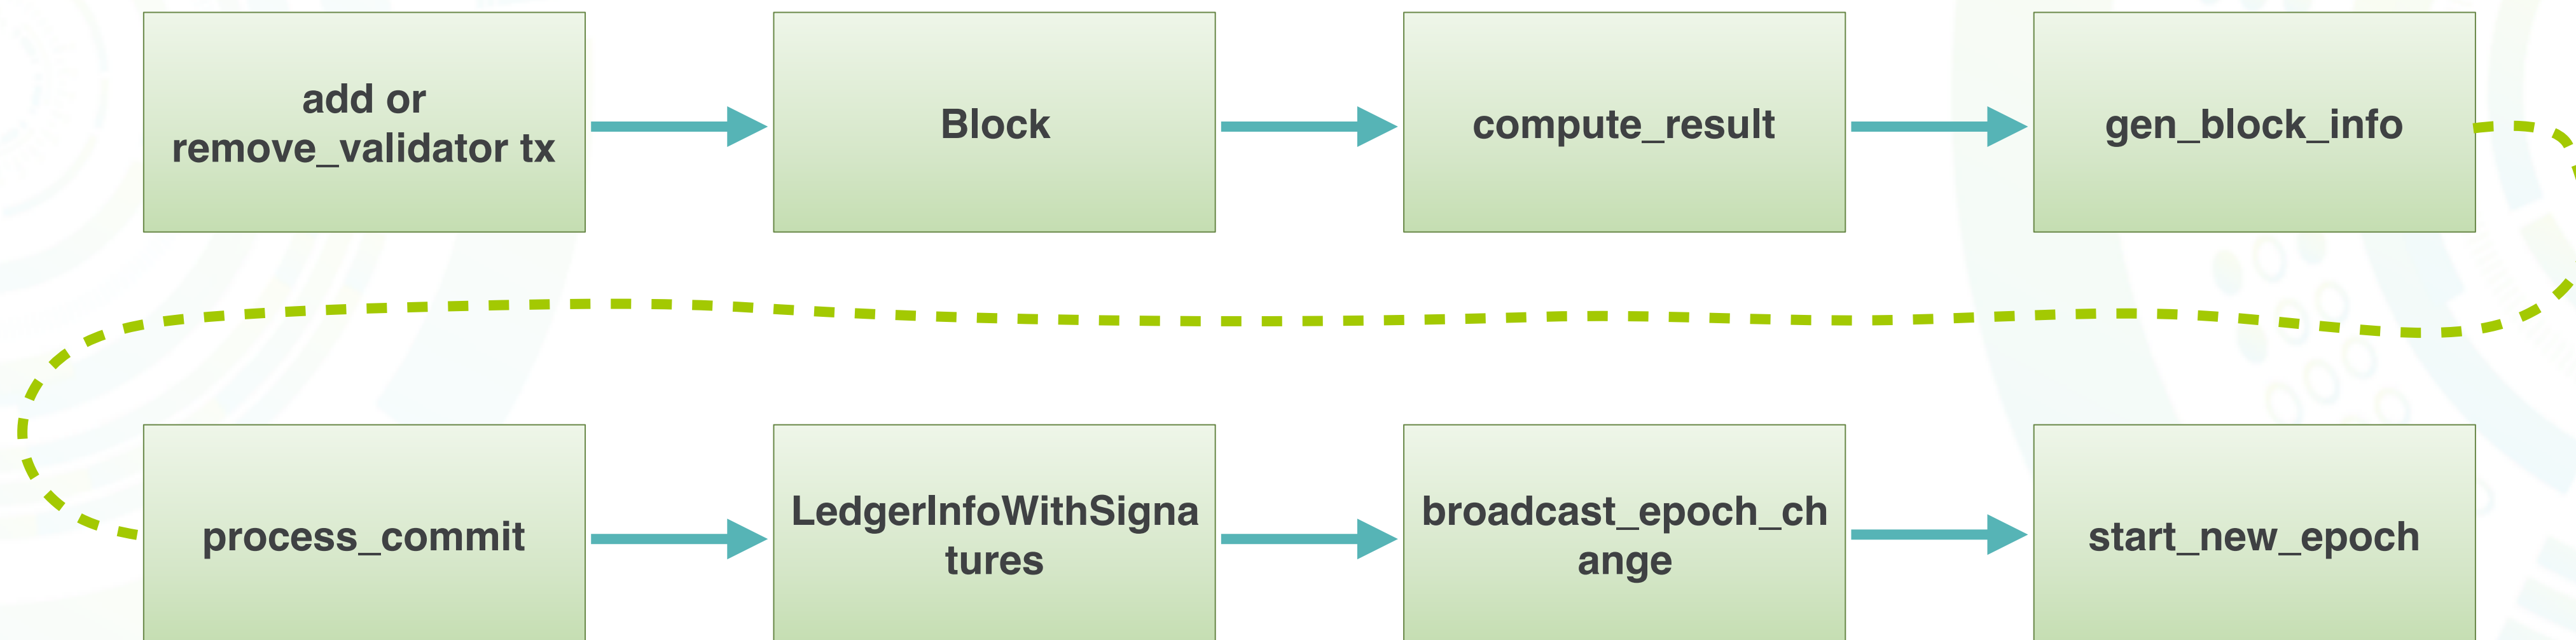 add or
remove_validator tx
Block
compute_result
gen_block_info
process_commit
LedgerInfoWithSigna
tures
broadcast_epoch_ch
ange
start_new_epoch